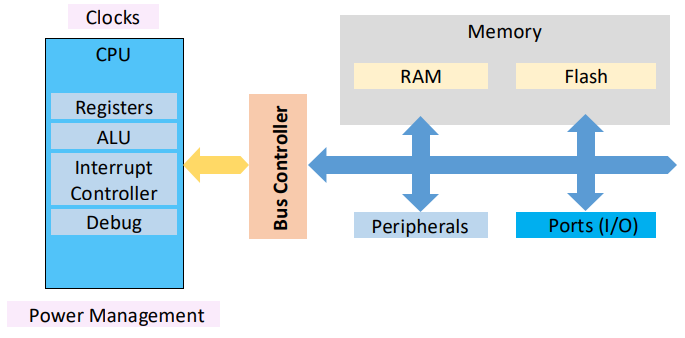 Clocks
CPU
Registers
ALU
Interrupt
Controller
Debug
Power Management
Bus Controller
Memory
RAM
Flash
Peripherals
Ports (I/O)